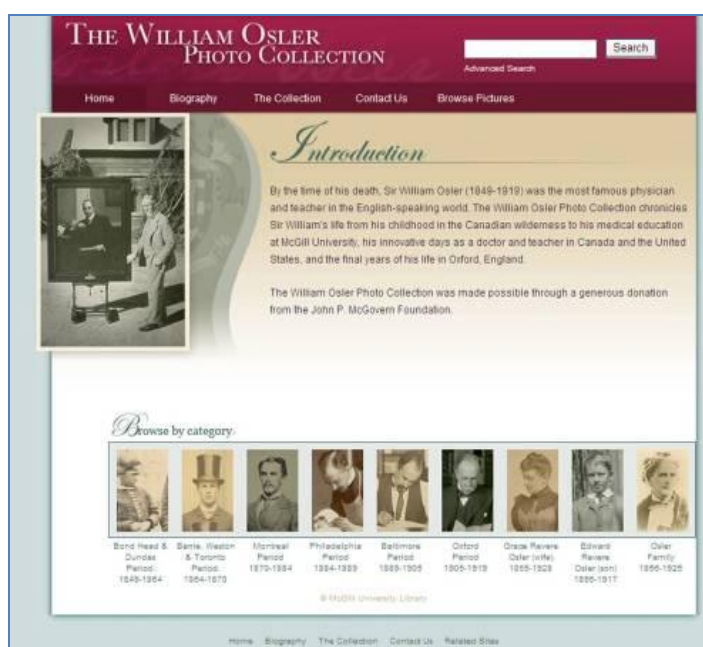 THE WILLIAM OSLER
PHOTO COLLECTION
Search
Advanced Search
Home Biography The Collection Contact Us Browse Pictures
Introduction
By the time of his death, Sir William Osler (1849-1919) was the most famous physician
and teacher in the English-speaking world. The William Osler Photo Collection chronicles
Sir William's life from his childhood in the Canadian wilderness to his medical education
at McGill University, his innovative days as a doctor and teacher in Canada and the United
States, and the final years of his life in Oxford, England.
The William Osler Photo Collection was made possible through a generous donation
from the John P. McGovern Foundation.
Browse by category:
Bond Head & Dundas Period: 1849-1864
Barrie, Weston & Toronto Period: 1864-1870
Montreal Period 1870-1884
Philadelphia Period 1884-1889
Baltimore Period 1889-1905
Oxford Period 1905-1919
Grace Revere Osler (wife) 1855-1928
Edward Revere Osler (son) 1895-1917
Osler Family
© McGill University Library
Home Biography The Collection Contact Us Related Sites